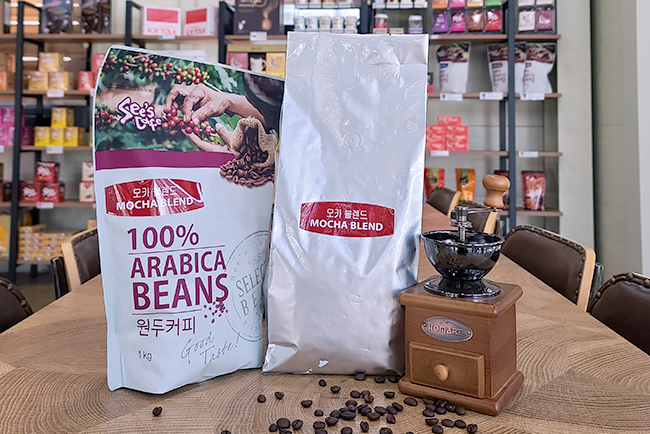 See's
Cafe
모카 블렌드
MOCHA BLEND
100%
ARABICA
BEANS
원두커피
1kg
Good
Taste!
모카 블렌드
MOCHA BLEND